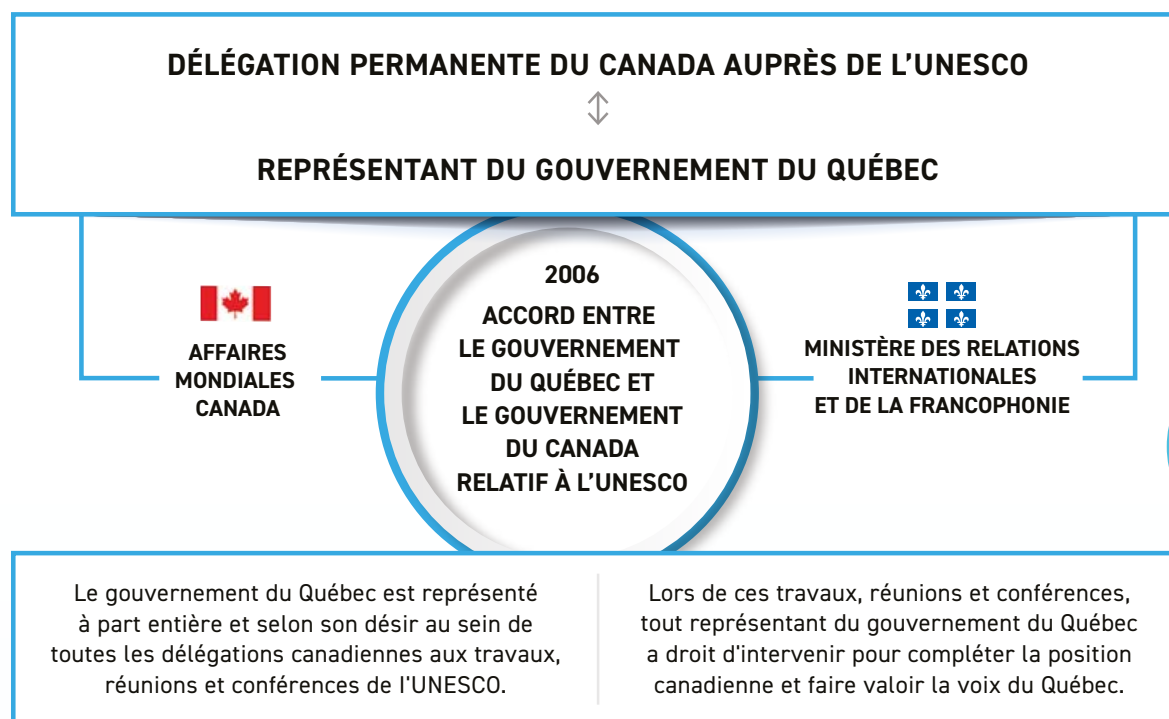 DÉLÉGATION PERMANENTE DU CANADA AUPRÈS DE L'UNESCO
REPRÉSENTANT DU GOUVERNEMENT DU QUÉBEC
AFFAIRES
MONDIALES
CANADA
2006
ACCORD ENTRE
LE GOUVERNEMENT
DU QUÉBEC ET
LE GOUVERNEMENT
DU CANADA
RELATIF À L'UNESCO
MINISTÈRE DES RELATIONS
INTERNATIONALES
ET DE LA FRANCOPHONIE
Le gouvernement du Québec est représenté
à part entière et selon son désir au sein de
toutes les délégations canadiennes aux travaux,
réunions et conférences de l'UNESCO.
Lors de ces travaux, réunions et conférences,
tout représentant du gouvernement du Québec
a droit d'intervenir pour compléter la position
canadienne et faire valoir la voix du Québec.